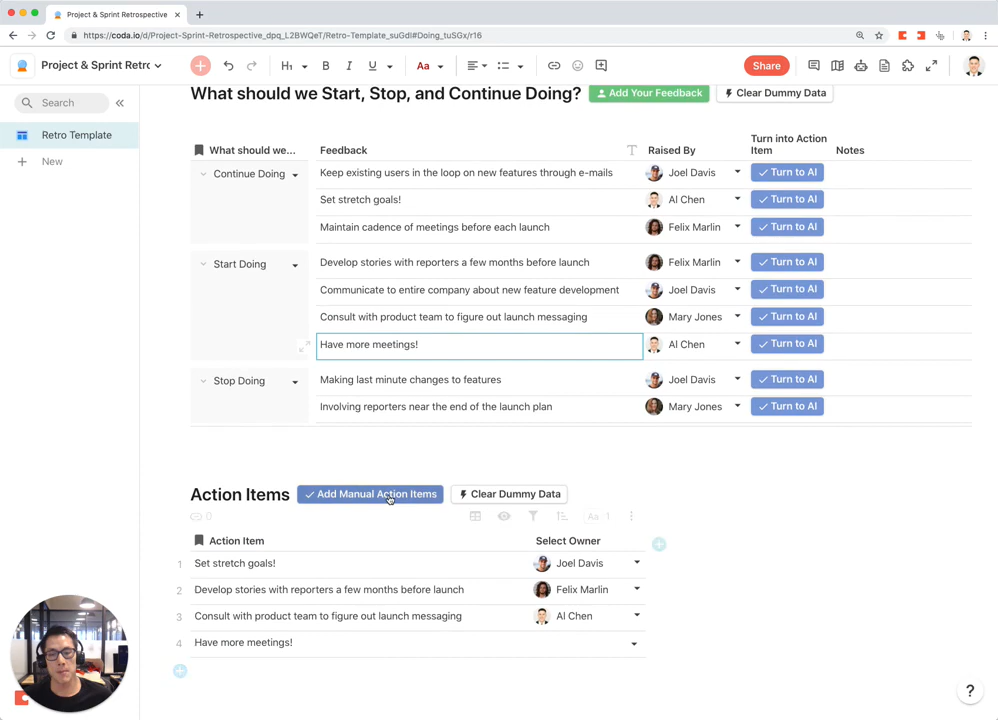 Project & Sprint Retrospective
https://coda.io/d/Project-Sprint-Retrospective_dpq_L2BWQeT/Retro-Template_suGdl#Doing_tuSGx/r16
Project & Sprint Retro
H1
B
I
U
Aa
Share
Search
Retro Template
New
What should we Start, Stop, and Continue Doing?
Add Your Feedback
Clear Dummy Data
What should we...
Feedback
Raised By
Turn into Action Item
Notes
Continue Doing
Keep existing users in the loop on new features through e-mails
Joel Davis
Turn to AI
Set stretch goals!
Al Chen
Turn to AI
Maintain cadence of meetings before each launch
Felix Marlin
Turn to AI
Start Doing
Develop stories with reporters a few months before launch
Felix Marlin
Turn to AI
Communicate to entire company about new feature development
Joel Davis
Turn to AI
Consult with product team to figure out launch messaging
Mary Jones
Turn to AI
Have more meetings!
Al Chen
Turn to AI
Stop Doing
Making last minute changes to features
Joel Davis
Turn to AI
Involving reporters near the end of the launch plan
Mary Jones
Turn to AI
Action Items
Add Manual Action Items
Clear Dummy Data
0
Aa 1
Action Item
Select Owner
1 Set stretch goals!
Joel Davis
2 Develop stories with reporters a few months before launch
Felix Marlin
3 Consult with product team to figure out launch messaging
Al Chen
4 Have more meetings!
?